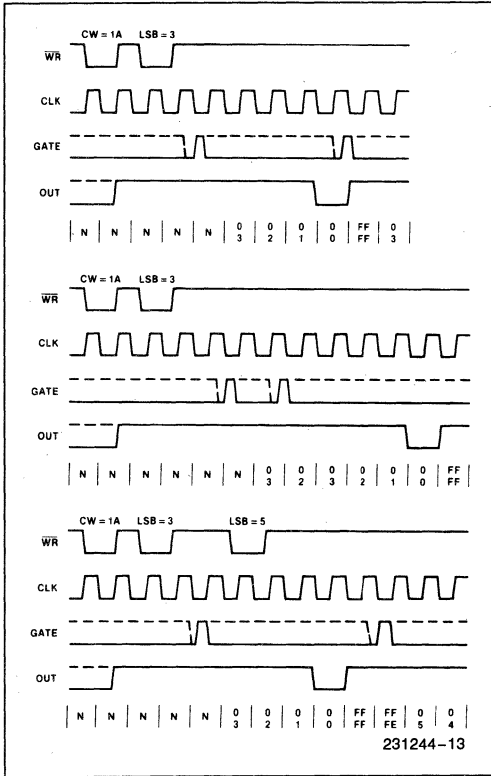 CW = 1A LSB = 3
WR
CLK
GATE
OUT
N N N N N 0 0 0 0 FF 0
3 2 1 0 FF 3
CW = 1A LSB = 3
WR
CLK
GATE
OUT
N N N N N N 0 0 0 0 0 0 FF
3 2 3 2 1 0 FF
CW = 1A LSB = 3 LSB = 5
WR
CLK
GATE
OUT
N N N N N 0 0 0 0 FF FF 0 0
3 2 1 0 FF FE 5 4
231244-13